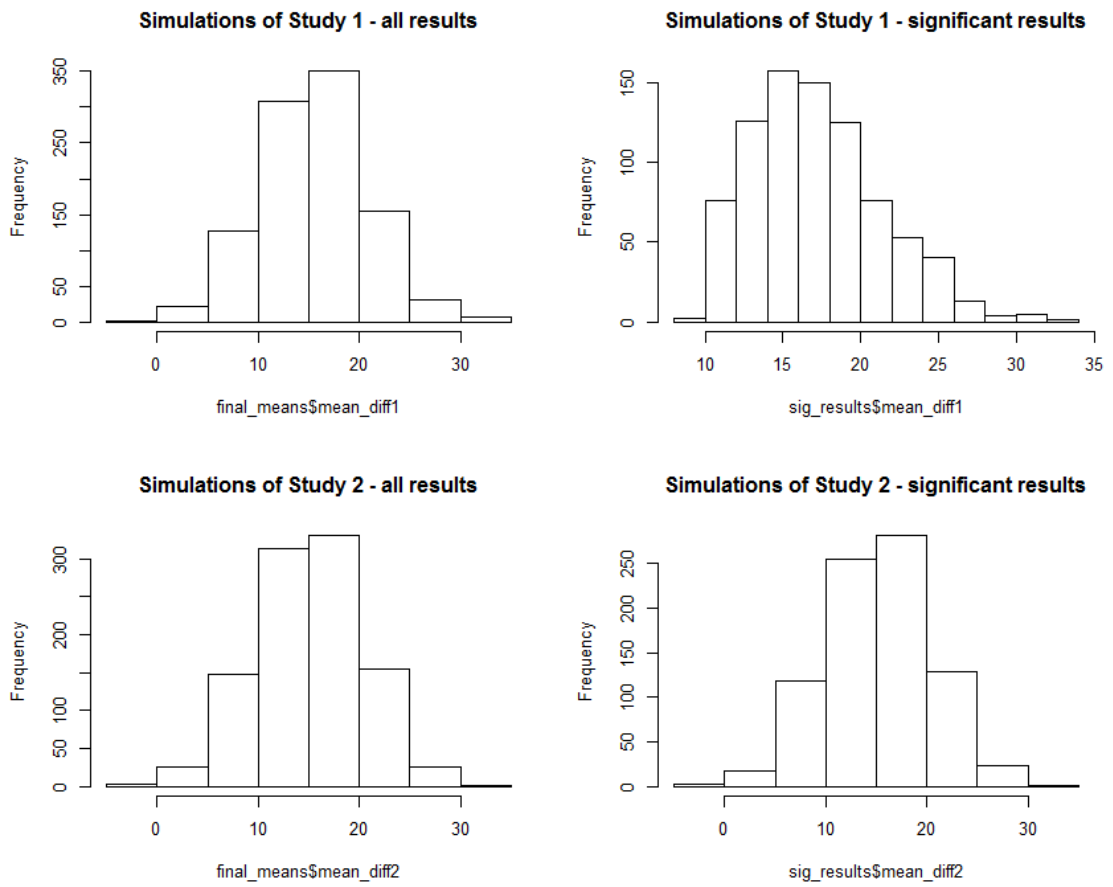 Simulations of Study 1 - all results
Frequency
0 50 150 250 350
0 10 20 30
final_means$mean_diff1
Simulations of Study 1 - significant results
Frequency
0 50 100 150
10 15 20 25 30 35
sig_results$mean_diff1
Simulations of Study 2 - all results
Frequency
0 50 100 200 300
0 10 20 30
final_means$mean_diff2
Simulations of Study 2 - significant results
Frequency
0 50 100 150 200 250
0 10 20 30
sig_results$mean_diff2